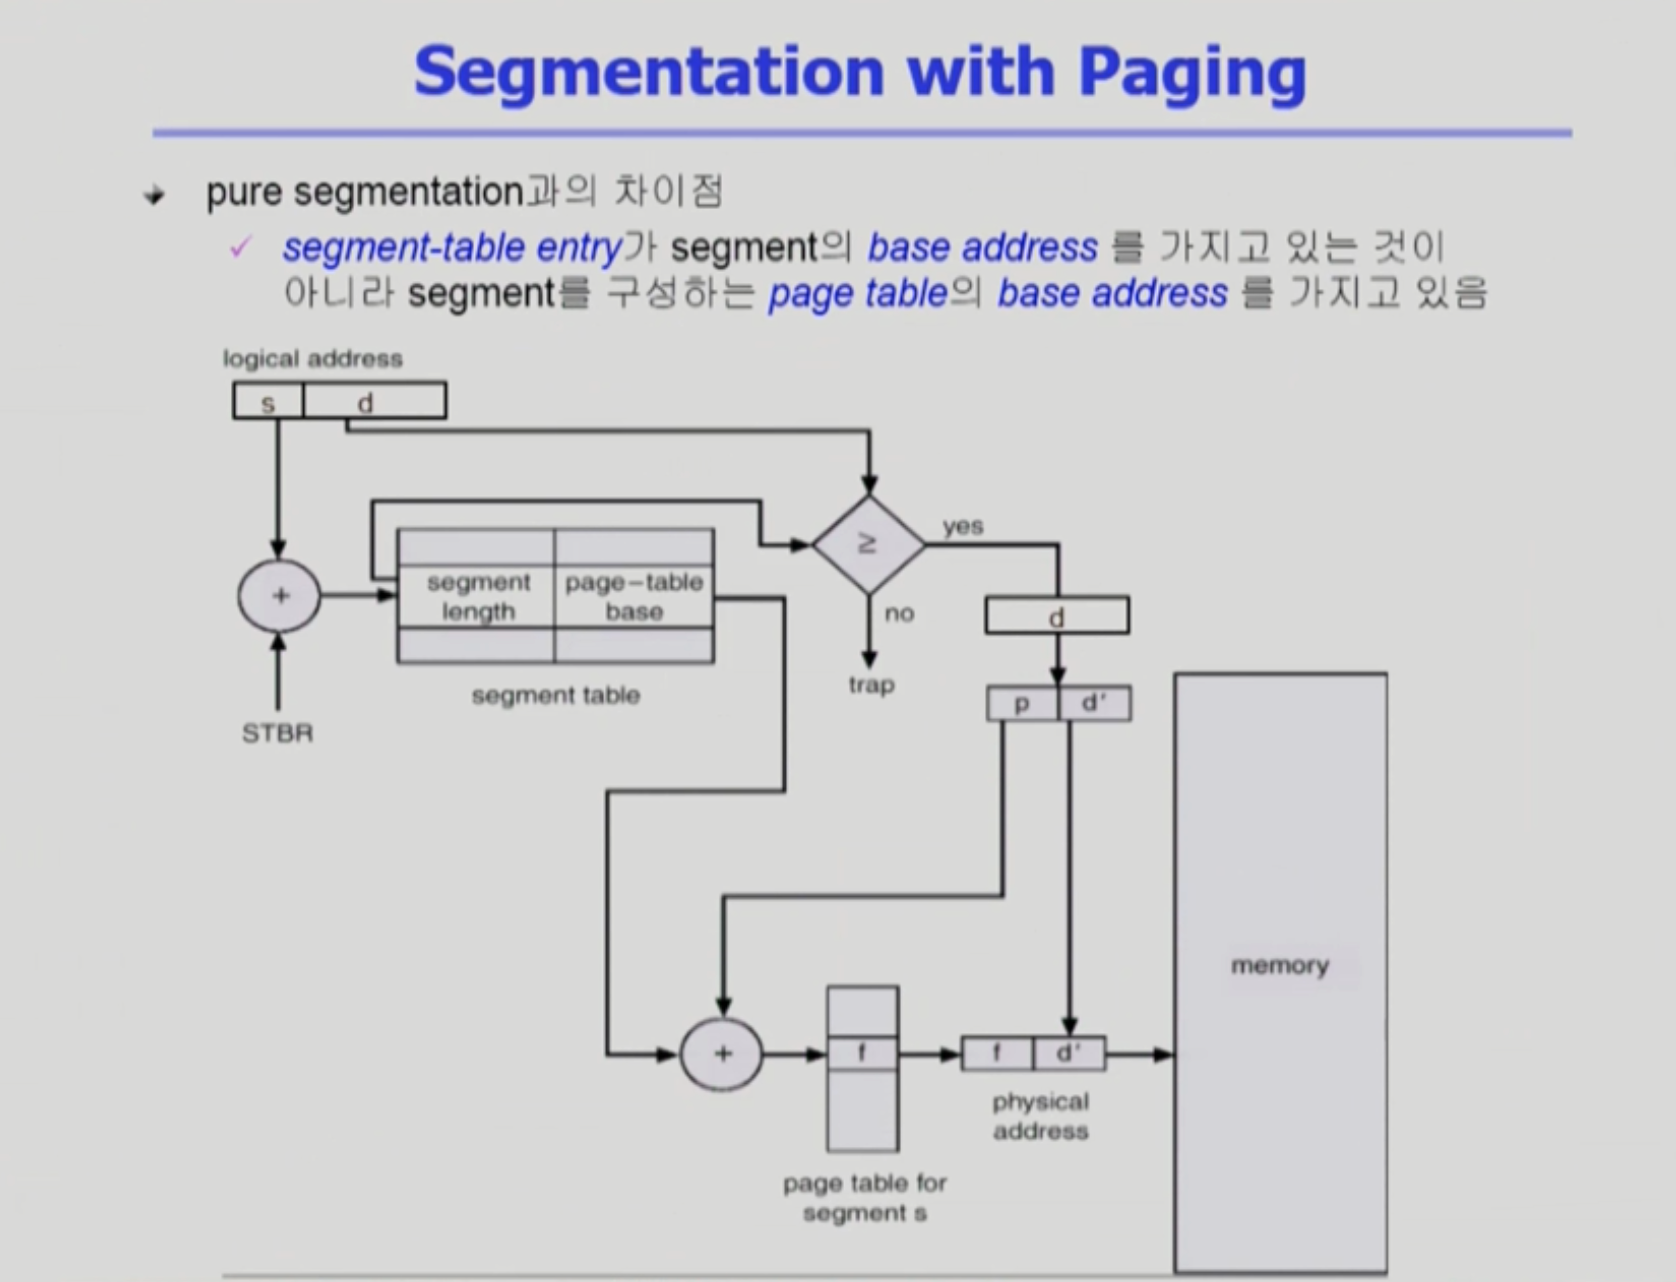 Segmentation with Paging
pure segmentation과의 차이점
segment-table entry가 segment의 base address 를 가지고 있는 것이
아니라 segment를 구성하는 page table의 base address 를 가지고 있음
logical address
s d
≥
yes
no
trap
+
segment
length
page-table
base
segment table
STBR
d
p d′
memory
+
f
f d′
physical
address
page table for
segment s